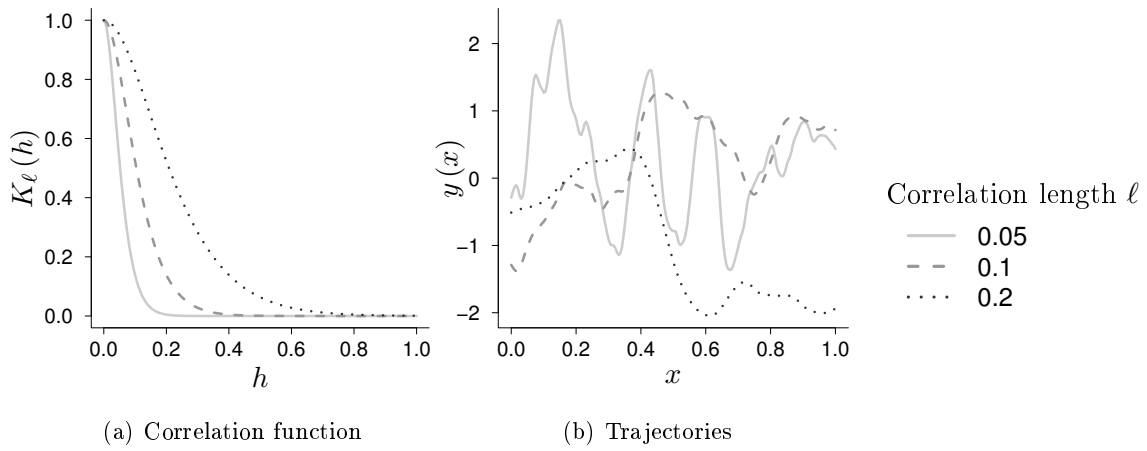 1.0
0.8
0.6
0.4
0.2
0.0
Kℓ(h)
0.0 0.2 0.4 0.6 0.8 1.0
h
(a) Correlation function
2
1
0
−1
−2
y(x)
0.0 0.2 0.4 0.6 0.8 1.0
x
(b) Trajectories
Correlation length ℓ
0.05
0.1
0.2